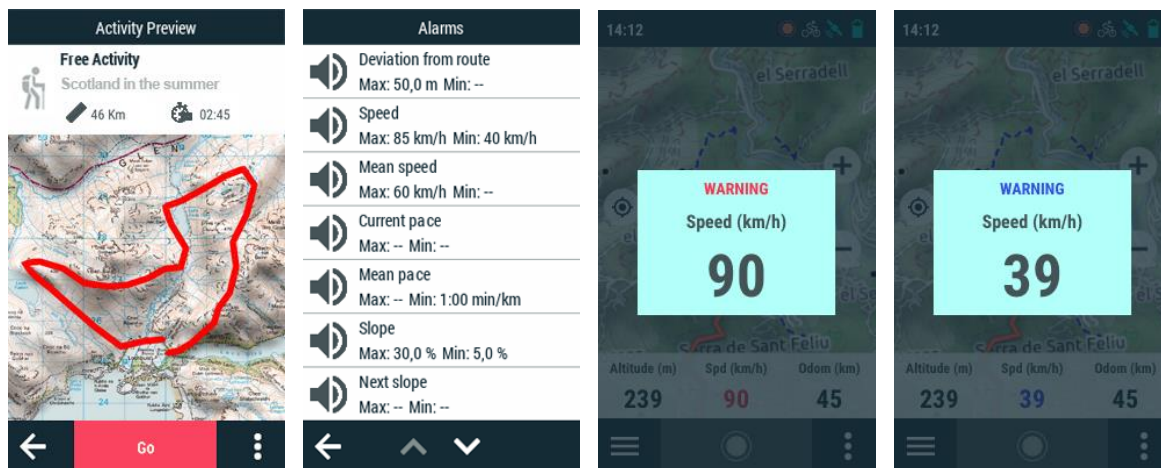 Activity Preview
Free Activity
Scotland in the summer
46 Km 02:45
G L E N
24
Go
Alarms
Deviation from route
Max: 50,0 m Min: --
Speed
Max: 85 km/h Min: 40 km/h
Mean speed
Max: 60 km/h Min: --
Current pace
Max: -- Min: --
Mean pace
Max: -- Min: 1:00 min/km
Slope
Max: 30,0 % Min: 5,0 %
Next slope
Max: -- Min: --
14:12
el Serradell
WARNING
Speed (km/h)
90
Serra de Sant Feliu
Altitude (m) Spd (km/h) Odom (km)
239 90 45
14:12
el Serradell
WARNING
Speed (km/h)
39
Serra de Sant Feliu
Altitude (m) Spd (km/h) Odom (km)
239 39 45